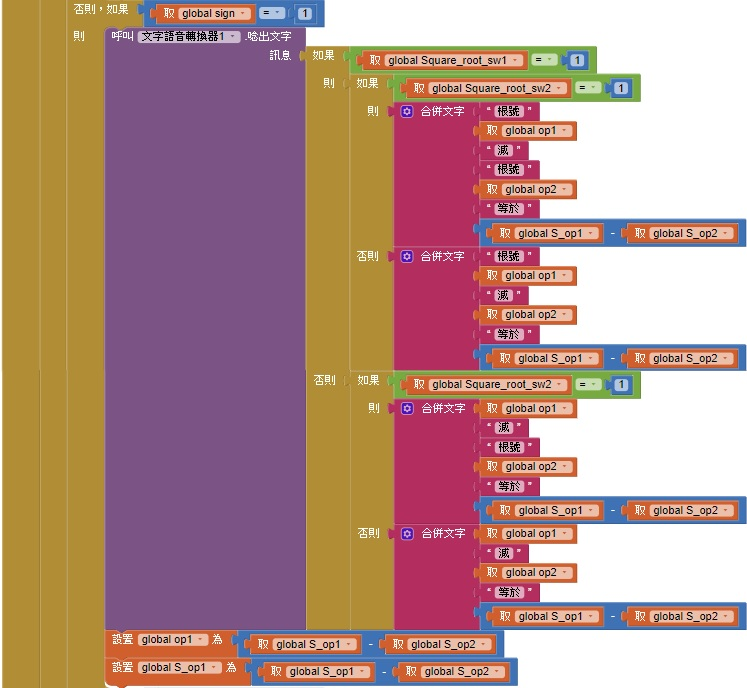 否則，如果 取 global sign = 1
則 呼叫 文字語音轉換器1 .唸出文字
訊息 如果 取 global Square_root_sw1 = 1
則 如果 取 global Square_root_sw2 = 1
則 合併文字 " 根號 "
取 global op1
" 減 "
" 根號 "
取 global op2
" 等於 "
取 global S_op1 - 取 global S_op2
否則 合併文字 " 根號 "
取 global op1
" 減 "
取 global op2
" 等於 "
取 global S_op1 - 取 global S_op2
否則 如果 取 global Square_root_sw2 = 1
則 合併文字 取 global op1
" 減 "
" 根號 "
取 global op2
" 等於 "
取 global S_op1 - 取 global S_op2
否則 合併文字 取 global op1
" 減 "
取 global op2
" 等於 "
取 global S_op1 - 取 global S_op2
設置 global op1 為 取 global S_op1 - 取 global S_op2
設置 global S_op1 為 取 global S_op1 - 取 global S_op2